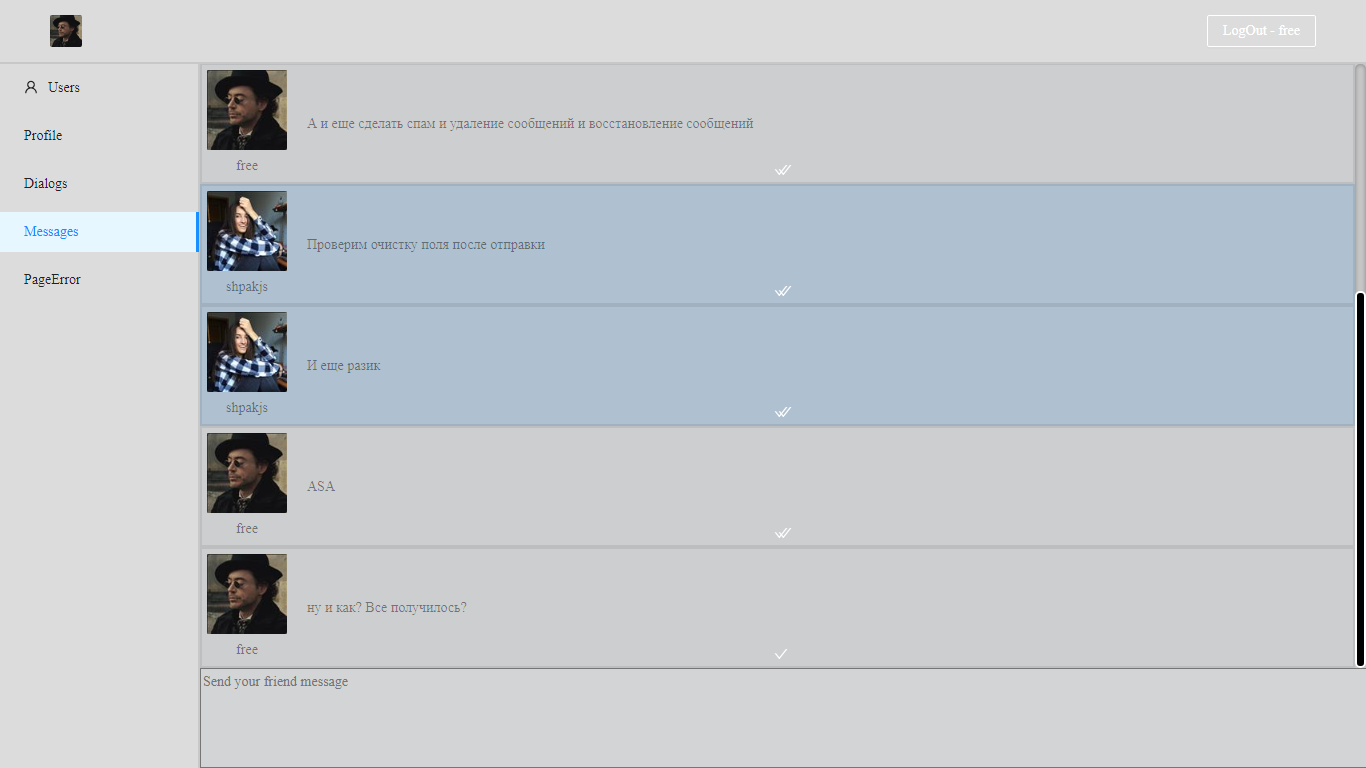 LogOut - free
Users
Profile
Dialogs
Messages
PageError
А и еще сделать спам и удаление сообщений и восстановление сообщений
free
Проверим очистку поля после отправки
shpakjs
И еще разик
shpakjs
ASA
free
ну и как? Все получилось?
free
Send your friend message